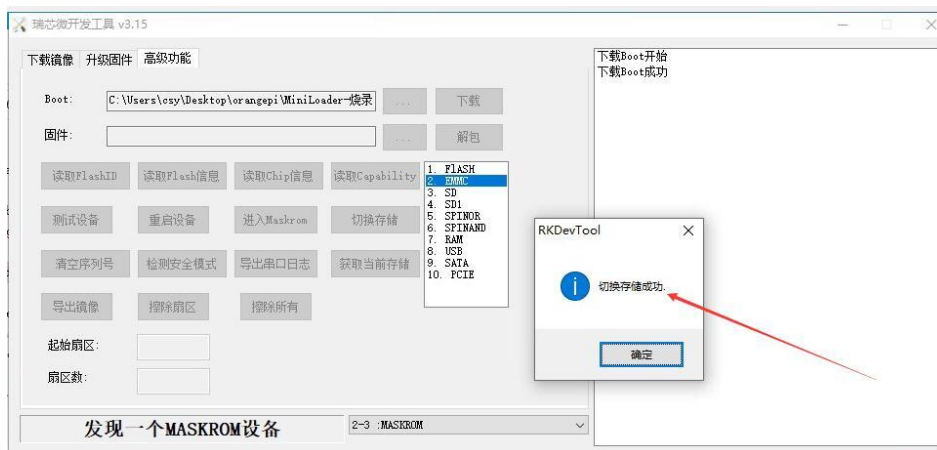 瑞芯微开发工具 v3.15
下载镜像 升级固件 高级功能
Boot: C:\Users\csy\Desktop\orangepi\MiniLoader-烧录 ... 下载
固件: ... 解包
读取FlashID 读取Flash信息 读取Chip信息 读取Capability
测试设备 重启设备 进入Maskrom 切换存储
清空序列号 检测安全模式 导出串口日志 获取当前存储
导出镜像 擦除扇区 擦除所有
起始扇区:
扇区数:
1. FlASH
2. EMMC
3. SD
4. SD1
5. SPINOR
6. SPINAND
7. RAM
8. USB
9. SATA
10. PCIE
发现一个MASKROM设备 2-3 :MASKROM
下载Boot开始
下载Boot成功
RKDevTool
切换存储成功.
确定